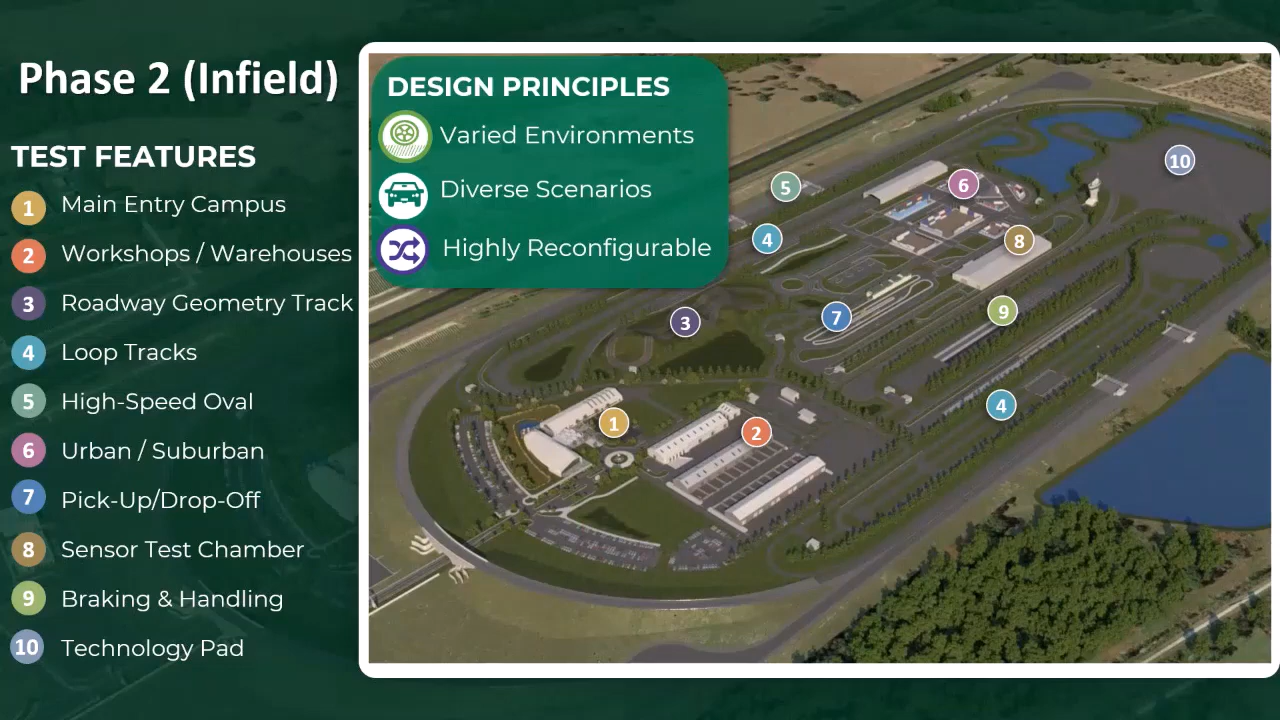 Phase 2 (Infield)
TEST FEATURES
1 Main Entry Campus
2 Workshops / Warehouses
3 Roadway Geometry Track
4 Loop Tracks
5 High-Speed Oval
6 Urban / Suburban
7 Pick-Up/Drop-Off
8 Sensor Test Chamber
9 Braking & Handling
10 Technology Pad
DESIGN PRINCIPLES
Varied Environments
Diverse Scenarios
Highly Reconfigurable
10
5
6
4
8
9
7
3
4
1
2